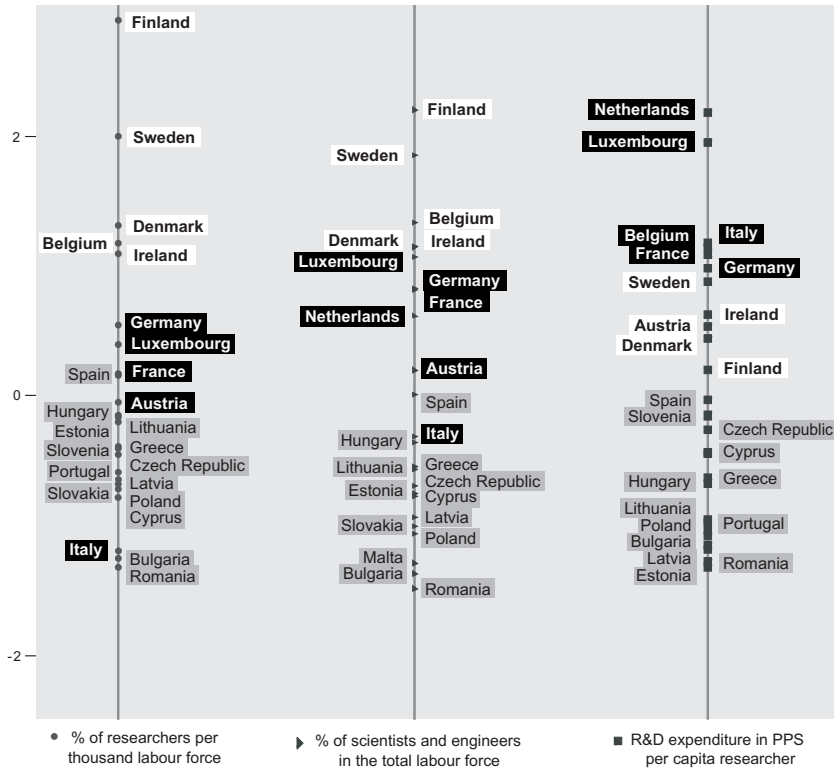 Finland
2
Sweden
Denmark
Belgium
Ireland
Germany
Luxembourg
Spain
France
0
Austria
Hungary
Lithuania
Estonia
Greece
Slovenia
Czech Republic
Portugal
Latvia
Slovakia
Poland
Cyprus
Italy
Bulgaria
Romania
-2
% of researchers per
thousand labour force
Finland
Sweden
Belgium
Denmark
Ireland
Luxembourg
Germany
France
Netherlands
Austria
Spain
Italy
Hungary
Greece
Lithuania
Czech Republic
Estonia
Cyprus
Latvia
Slovakia
Poland
Malta
Bulgaria
Romania
% of scientists and engineers
in the total labour force
Netherlands
Luxembourg
Italy
Belgium
France
Germany
Sweden
Ireland
Austria
Denmark
Finland
Spain
Slovenia
Czech Republic
Cyprus
Greece
Hungary
Lithuania
Portugal
Poland
Bulgaria
Latvia
Romania
Estonia
R&D expenditure in PPS
per capita researcher